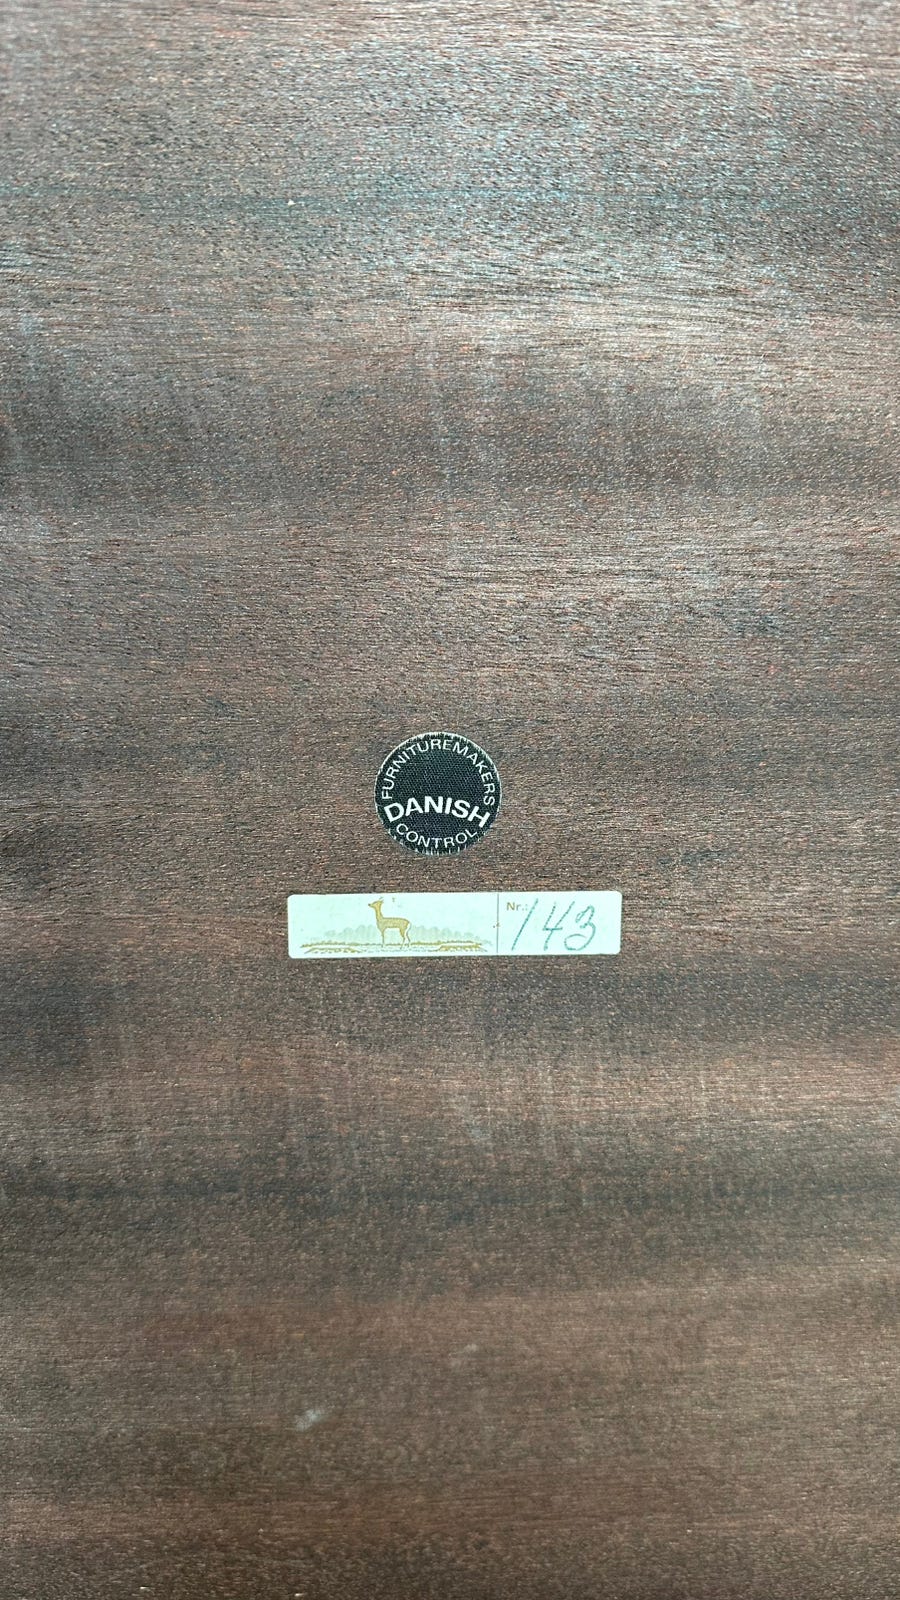 FURNITUREMAKERS
DANISH
CONTROL
Nr.: 143